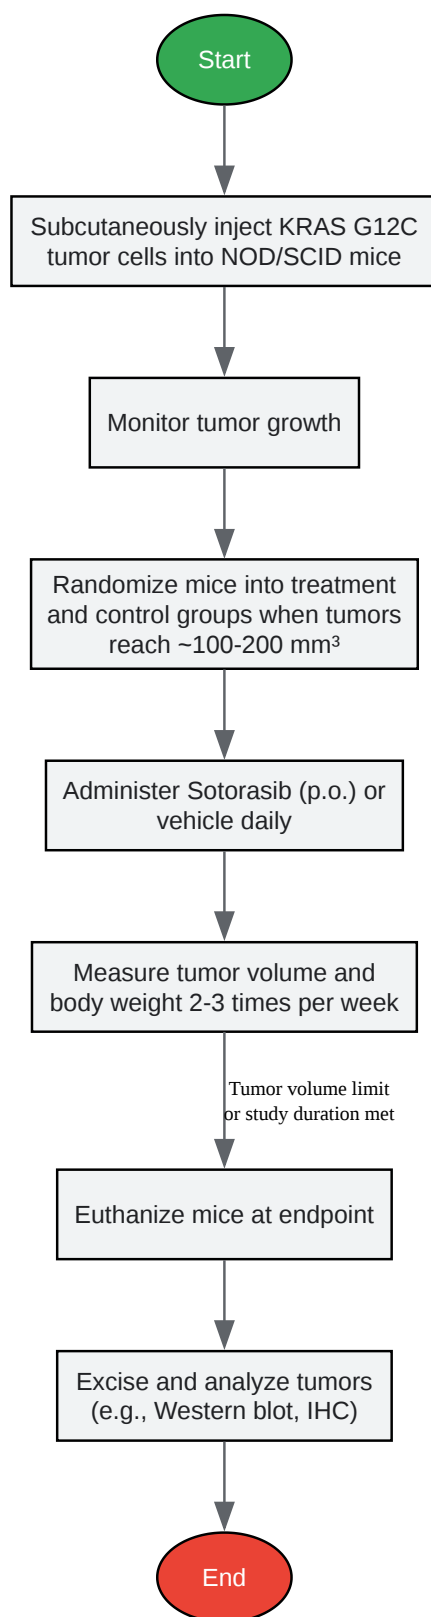 Start
Subcutaneously inject KRAS G12C
tumor cells into NOD/SCID mice
Monitor tumor growth
Randomize mice into treatment
and control groups when tumors
reach ~100-200 mm³
Administer Sotorasib (p.o.) or
vehicle daily
Measure tumor volume and
body weight 2-3 times per week
Tumor volume limit
or study duration met
Euthanize mice at endpoint
Excise and analyze tumors
(e.g., Western blot, IHC)
End